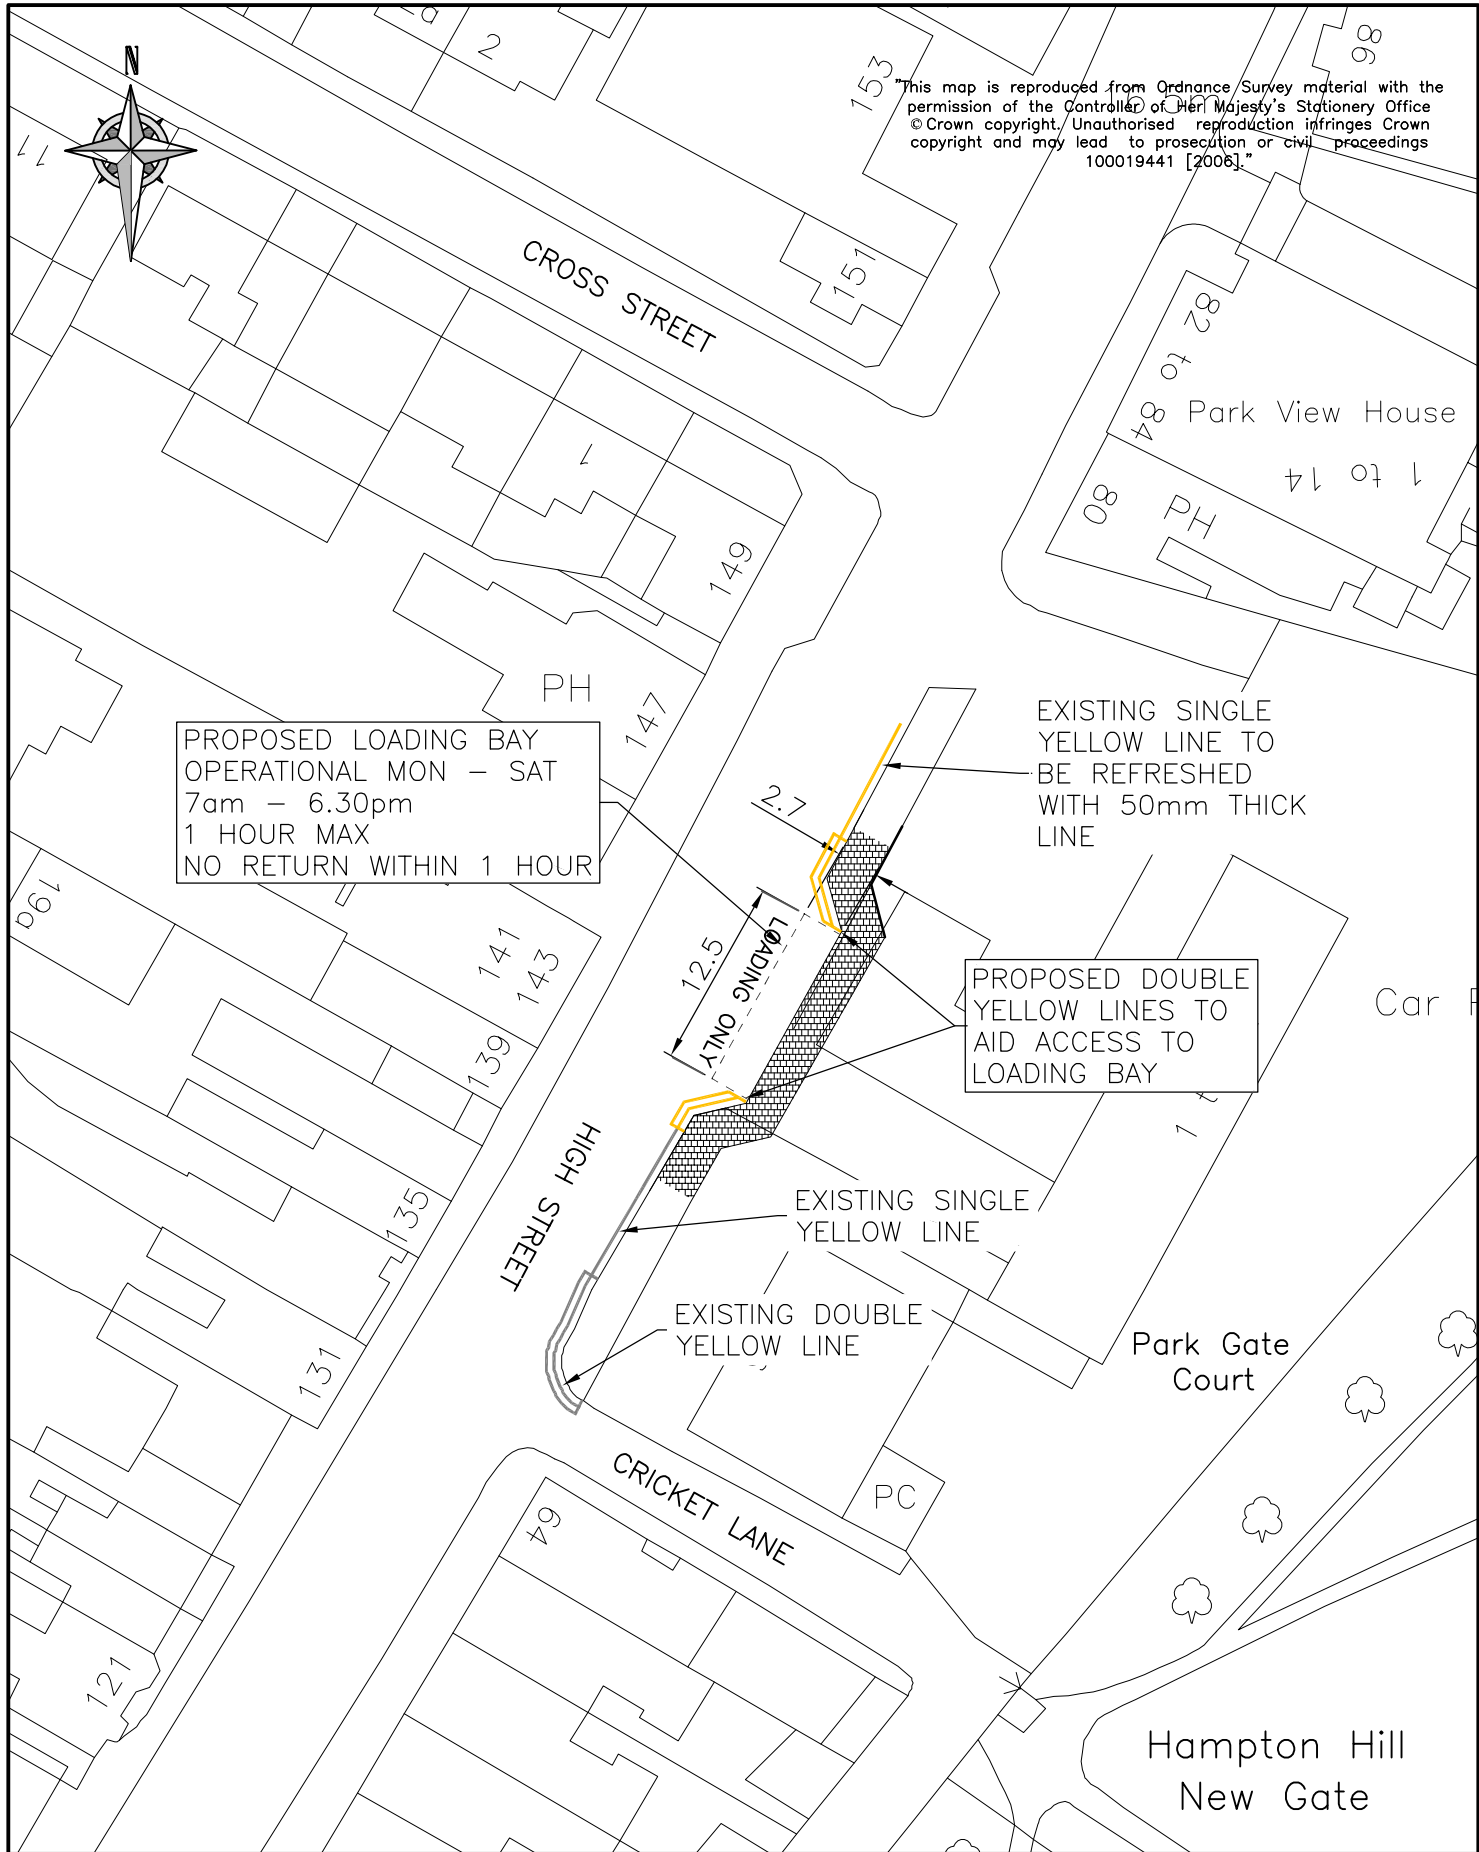 N
2
153
98
"This map is reproduced from Ordnance Survey material with the
permission of the Controller of Her Majesty's Stationery Office
© Crown copyright. Unauthorised reproduction infringes Crown
copyright and may lead to prosecution or civil proceedings
100019441 [2006]."
11
CROSS STREET
151
82 to
84
Park View House
1 to 14
80
PH
1
149
PH
147
PROPOSED LOADING BAY
OPERATIONAL MON - SAT
7am - 6.30pm
1 HOUR MAX
NO RETURN WITHIN 1 HOUR
EXISTING SINGLE
YELLOW LINE TO
BE REFRESHED
WITH 50mm THICK
LINE
2.7
19a
141
143
12.5
LOADING ONLY
PROPOSED DOUBLE
YELLOW LINES TO
AID ACCESS TO
LOADING BAY
Car
139
HIGH STREET
135
EXISTING SINGLE
YELLOW LINE
EXISTING DOUBLE
YELLOW LINE
131
Park Gate
Court
CRICKET LANE
PC
64
121
Hampton Hill
New Gate